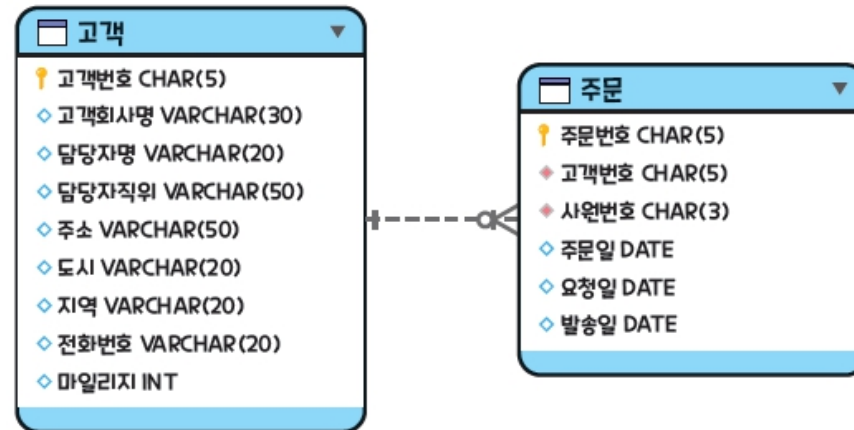 고객
고객번호 CHAR(5)
고객회사명 VARCHAR(30)
담당자명 VARCHAR(20)
담당자직위 VARCHAR(50)
주소 VARCHAR(50)
도시 VARCHAR(20)
지역 VARCHAR(20)
전화번호 VARCHAR(20)
마일리지 INT
주문
주문번호 CHAR(5)
고객번호 CHAR(5)
사원번호 CHAR(3)
주문일 DATE
요청일 DATE
발송일 DATE